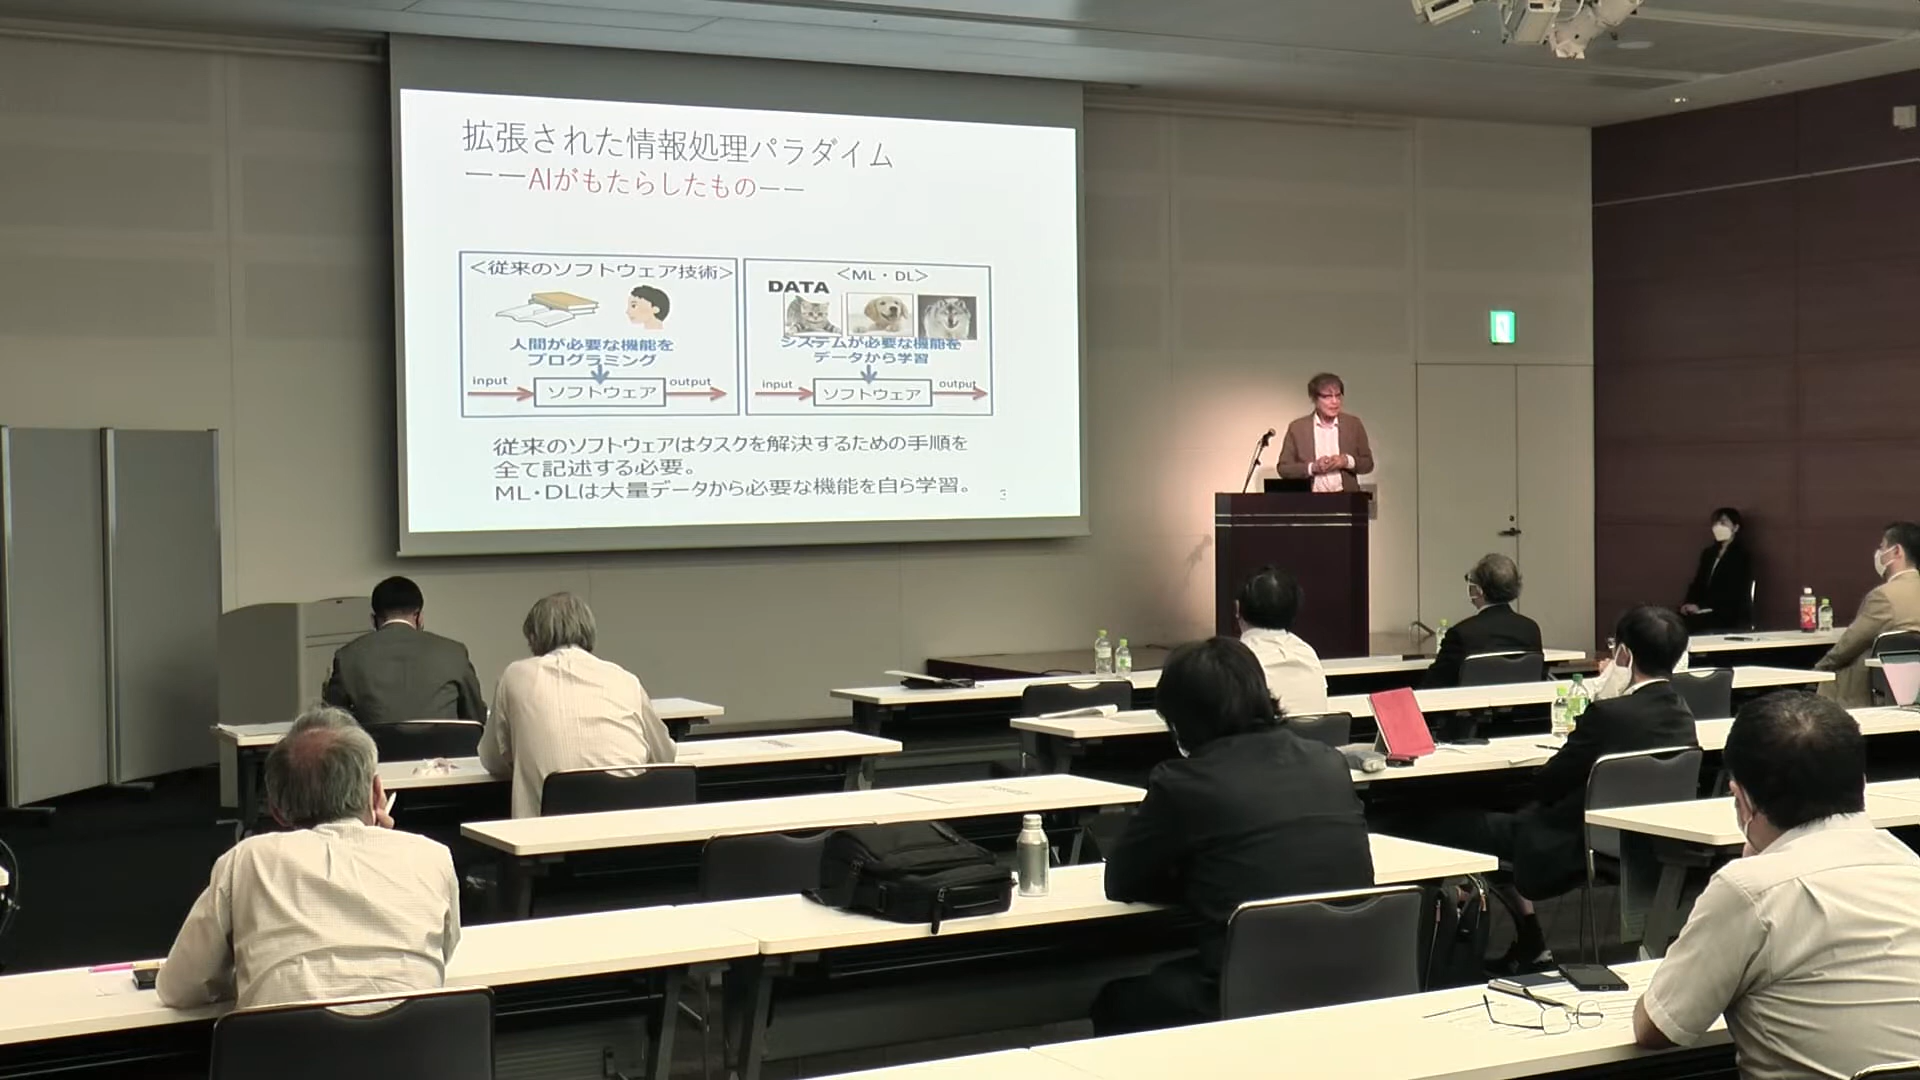 拡張された情報処理パラダイム
ーーAIがもたらしたものーー
<従来のソフトウェア技術>
人間が必要な機能を
プログラミング
input
ソフトウェア
output
<ML・DL>
DATA
システムが必要な機能を
データから学習
input
ソフトウェア
output
従来のソフトウェアはタスクを解決するための手順を
全て記述する必要。
ML・DLは大量データから必要な機能を自ら学習。
3